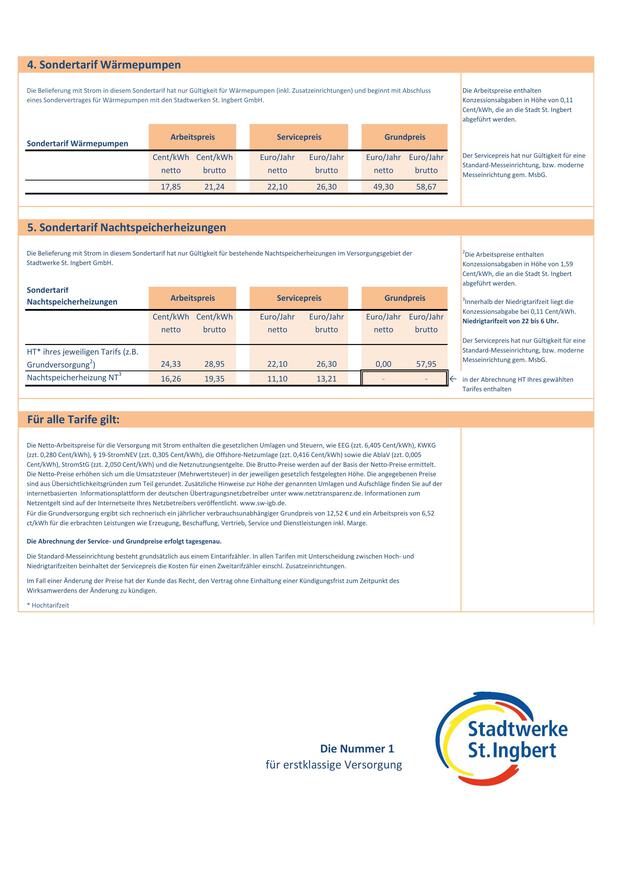 4. Sondertarif Wärmepumpen
Die Belieferung mit Strom in diesem Sondertarif hat nur Gültigkeit für Wärmepumpen (inkl. Zusatzeinrichtungen) und beginnt mit Abschluss
eines Sondervertrages für Wärmepumpen mit den Stadtwerken St. Ingbert GmbH.
Die Arbeitspreise enthalten
Konzessionsabgaben in Höhe von 0,11
Cent/kWh, die an die Stadt St. Ingbert
abgeführt werden.
Sondertarif Wärmepumpen Arbeitspreis Servicepreis Grundpreis
Cent/kWh Cent/kWh Euro/Jahr Euro/Jahr Euro/Jahr Euro/Jahr
netto brutto netto brutto netto brutto
17,85 21,24 22,10 26,30 49,30 58,67
Der Servicepreis hat nur Gültigkeit für eine
Standard-Messeinrichtung, bzw. moderne
Messeinrichtung gem. MsbG.
5. Sondertarif Nachtspeicherheizungen
Die Belieferung mit Strom in diesem Sondertarif hat nur Gültigkeit für bestehende Nachtspeicherheizungen im Versorgungsgebiet der
Stadtwerke St. Ingbert GmbH.
²Die Arbeitspreise enthalten
Konzessionsabgaben in Höhe von 1,59
Cent/kWh, die an die Stadt St. Ingbert
abgeführt werden.
³Innerhalb der Niedrigtarifzeit liegt die
Konzessionsabgabe bei 0,11 Cent/kWh.
Niedrigtarifzeit von 22 bis 6 Uhr.
Der Servicepreis hat nur Gültigkeit für eine
Standard-Messeinrichtung, bzw. moderne
Messeinrichtung gem. MsbG.
Sondertarif
Nachtspeicherheizungen Arbeitspreis Servicepreis Grundpreis
Cent/kWh Cent/kWh Euro/Jahr Euro/Jahr Euro/Jahr Euro/Jahr
netto brutto netto brutto netto brutto
HT* ihres jeweiligen Tarifs (z.B.
Grundversorgung²) 24,33 28,95 22,10 26,30 0,00 57,95
Nachtspeicherheizung NT³ 16,26 19,35 11,10 13,21 - - ←
in der Abrechnung HT Ihres gewählten
Tarifes enthalten
Für alle Tarife gilt:
Die Netto-Arbeitspreise für die Versorgung mit Strom enthalten die gesetzlichen Umlagen und Steuern, wie EEG (zzt. 6,405 Cent/kWh), KWKG
(zzt. 0,280 Cent/kWh), § 19-StromNEV (zzt. 0,305 Cent/kWh), die Offshore-Netzumlage (zzt. 0,416 Cent/kWh) sowie die AblaV (zzt. 0,005
Cent/kWh), StromStG (zzt. 2,050 Cent/kWh) und die Netznutzungsentgelte. Die Brutto-Preise werden auf der Basis der Netto-Preise ermittelt.
Die Netto-Preise erhöhen sich um die Umsatzsteuer (Mehrwertsteuer) in der jeweiligen gesetzlich festgelegten Höhe. Die angegebenen Preise
sind aus Übersichtlichkeitsgründen zum Teil gerundet. Zusätzliche Hinweise zur Höhe der genannten Umlagen und Aufschläge finden Sie auf der
internetbasierten Informationsplattform der deutschen Übertragungsnetzbetreiber unter www.netztransparenz.de. Informationen zum
Netzentgelt sind auf der Internetseite Ihres Netzbetreibers veröffentlicht. www.sw-igb.de.
Für die Grundversorgung ergibt sich rechnerisch ein jährlicher verbrauchsunabhängiger Grundpreis von 12,52 € und ein Arbeitspreis von 6,52
ct/kWh für die erbrachten Leistungen wie Erzeugung, Beschaffung, Vertrieb, Service und Dienstleistungen inkl. Marge.
Die Abrechnung der Service- und Grundpreise erfolgt tagesgenau.
Die Standard-Messeinrichtung besteht grundsätzlich aus einem Eintarifzähler. In allen Tarifen mit Unterscheidung zwischen Hoch- und
Niedrigtarifzeiten beinhaltet der Servicepreis die Kosten für einen Zweitarifzähler einschl. Zusatzeinrichtungen.
Im Fall einer Änderung der Preise hat der Kunde das Recht, den Vertrag ohne Einhaltung einer Kündigungsfrist zum Zeitpunkt des
Wirksamwerdens der Änderung zu kündigen.
* Hochtarifzeit
Die Nummer 1
für erstklassige Versorgung
Stadtwerke
St.Ingbert